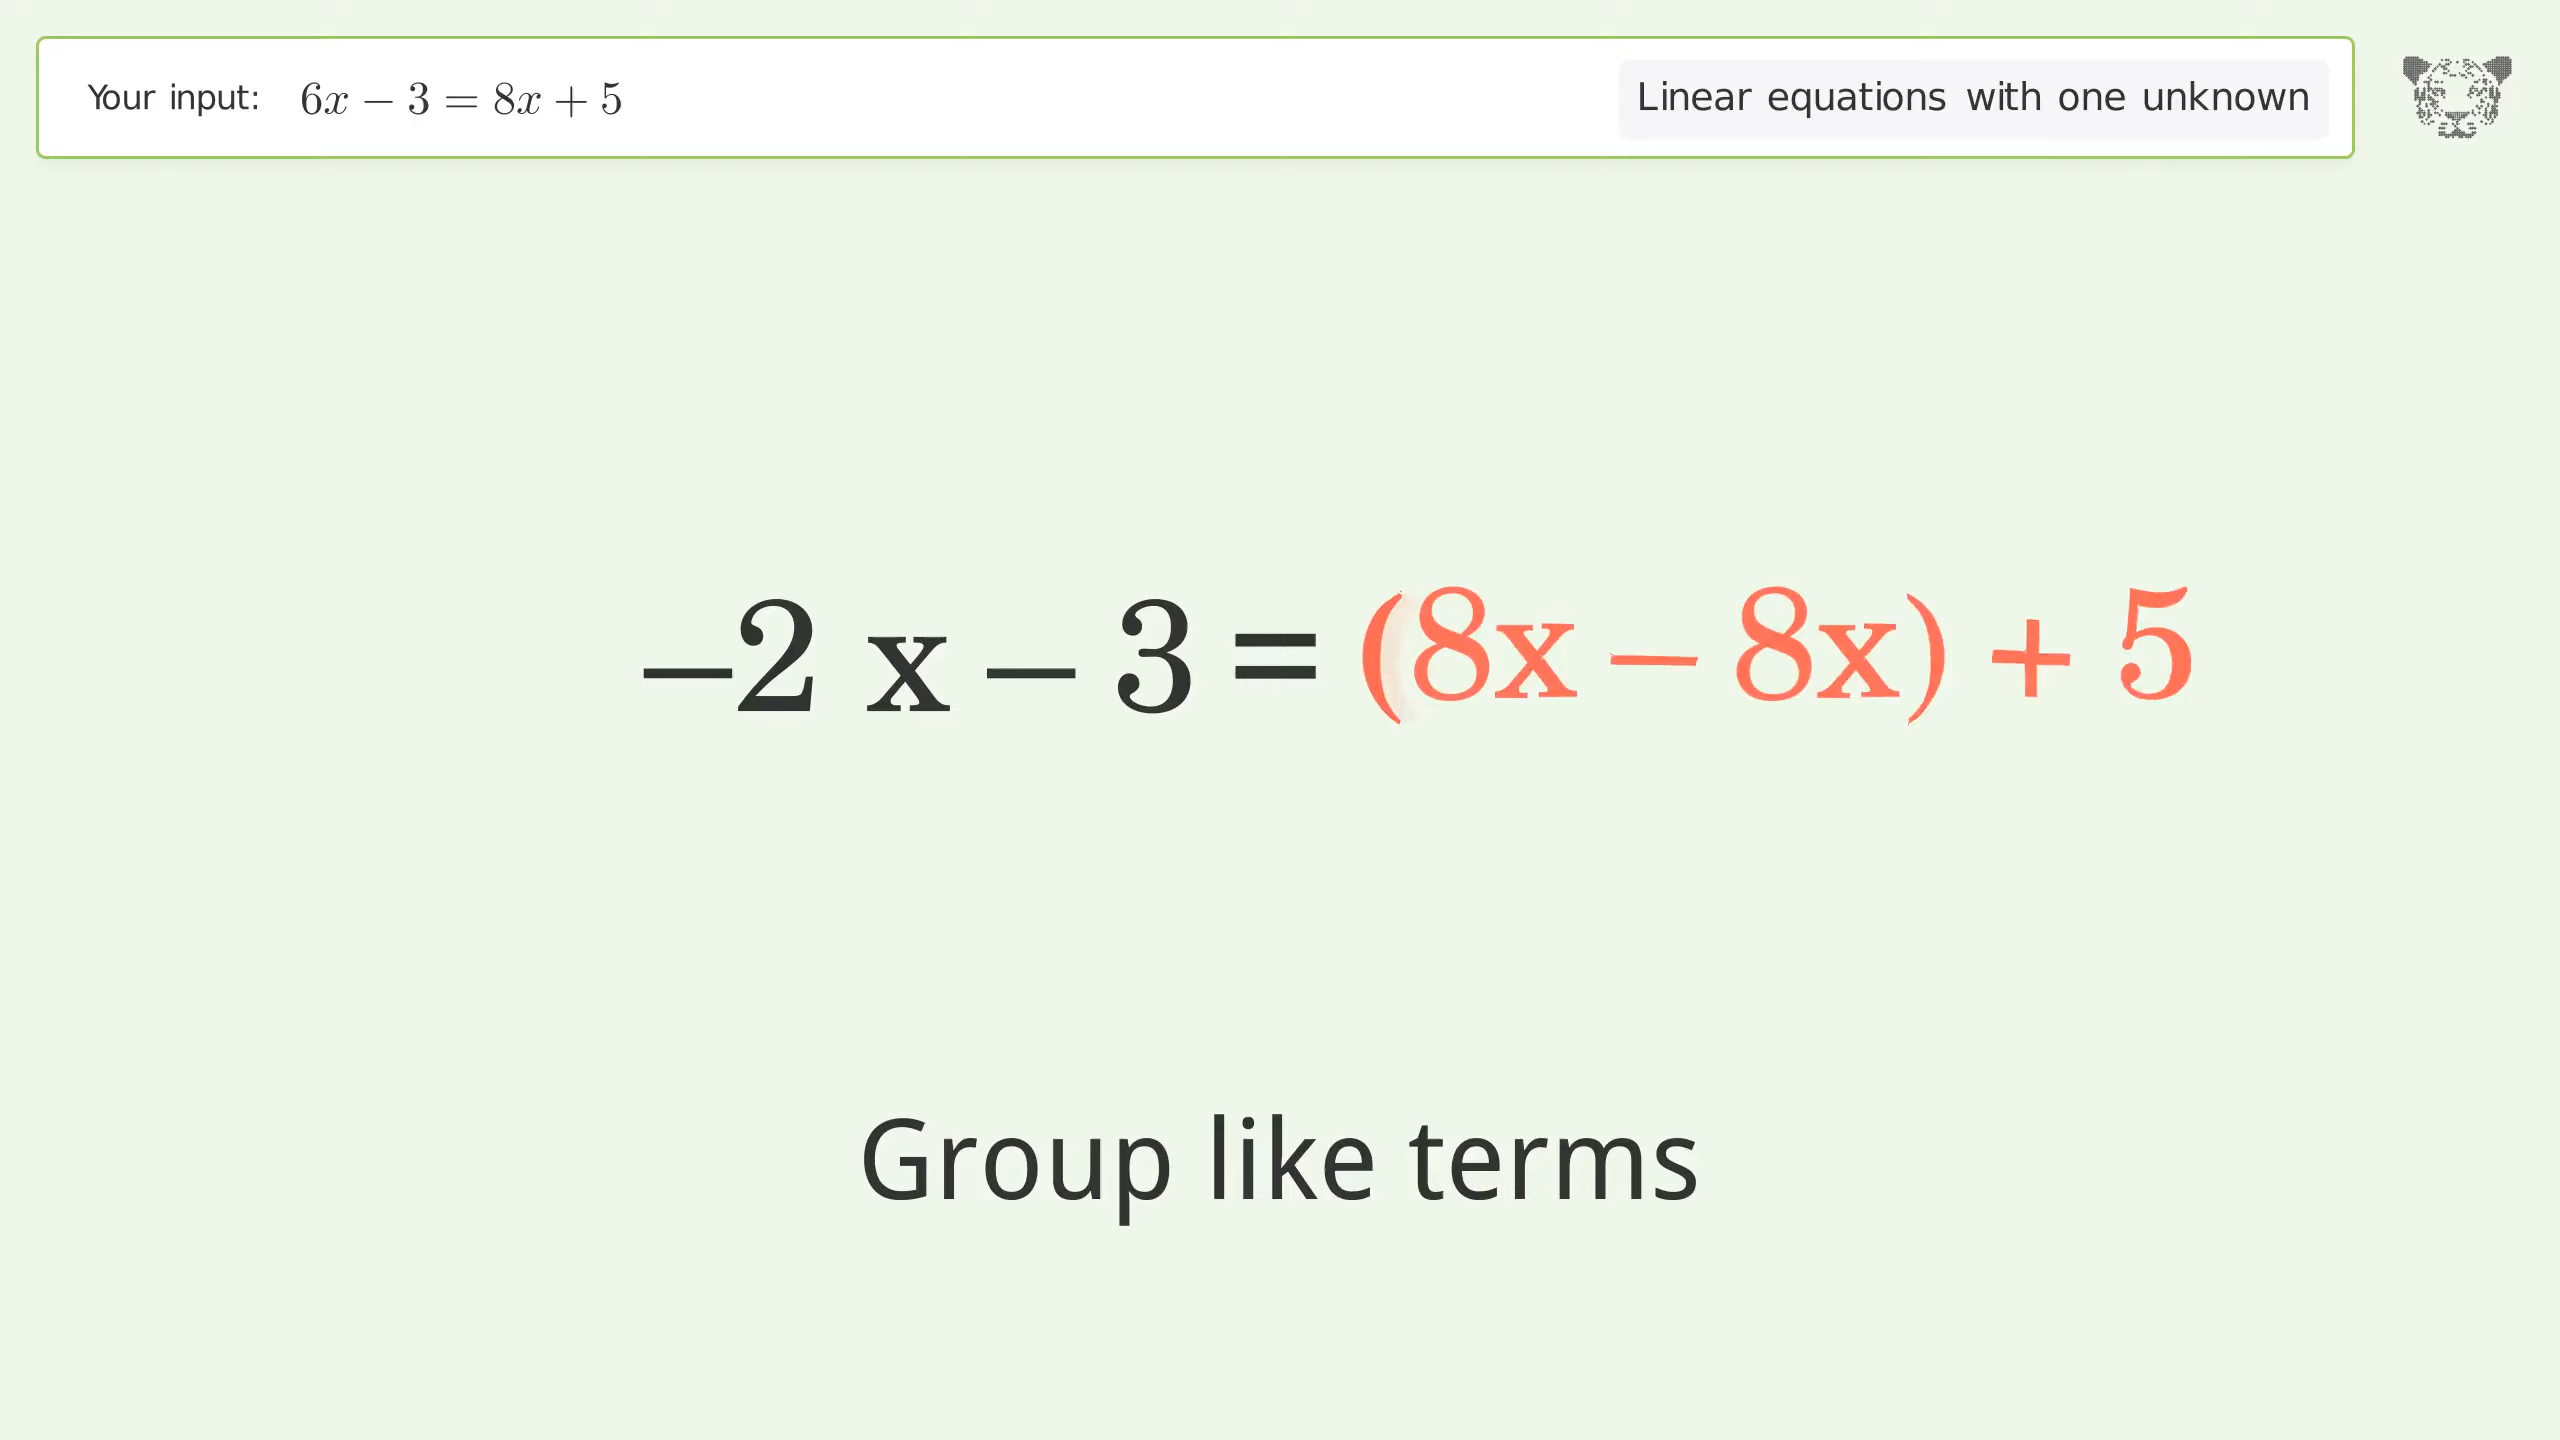 Your input: 6x − 3 = 8x + 5
Linear equations with one unknown
−2 x − 3 = (8x − 8x) + 5
Group like terms